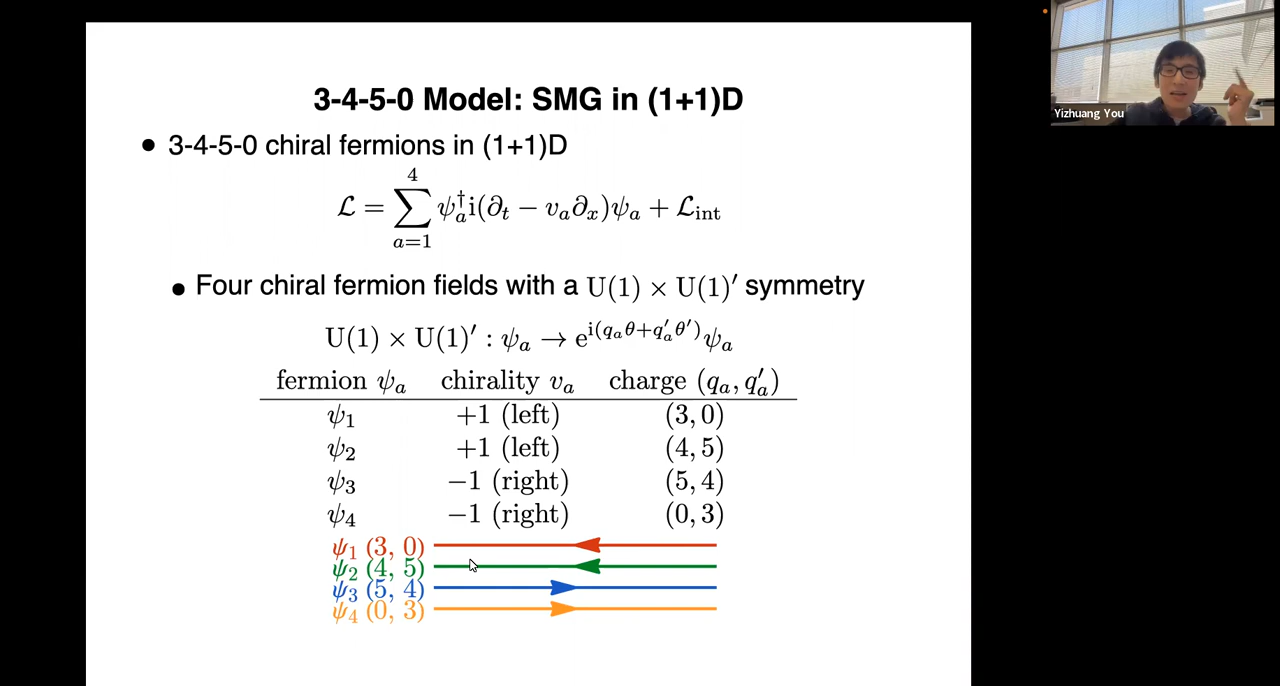 3-4-5-0 Model: SMG in (1+1)D
● 3-4-5-0 chiral fermions in (1+1)D
ℒ = ∑_{a=1}^{4} ψ_a^† i(∂_t − v_a ∂_x)ψ_a + ℒ_int
● Four chiral fermion fields with a U(1) × U(1)′ symmetry
U(1) × U(1)′ : ψ_a → e^{i(q_a θ + q′_a θ′)} ψ_a
fermion ψ_a chirality v_a charge (q_a, q′_a)
ψ_1 +1 (left) (3, 0)
ψ_2 +1 (left) (4, 5)
ψ_3 −1 (right) (5, 4)
ψ_4 −1 (right) (0, 3)
ψ_1 (3, 0)
ψ_2 (4, 5)
ψ_3 (5, 4)
ψ_4 (0, 3)
Yizhuang You